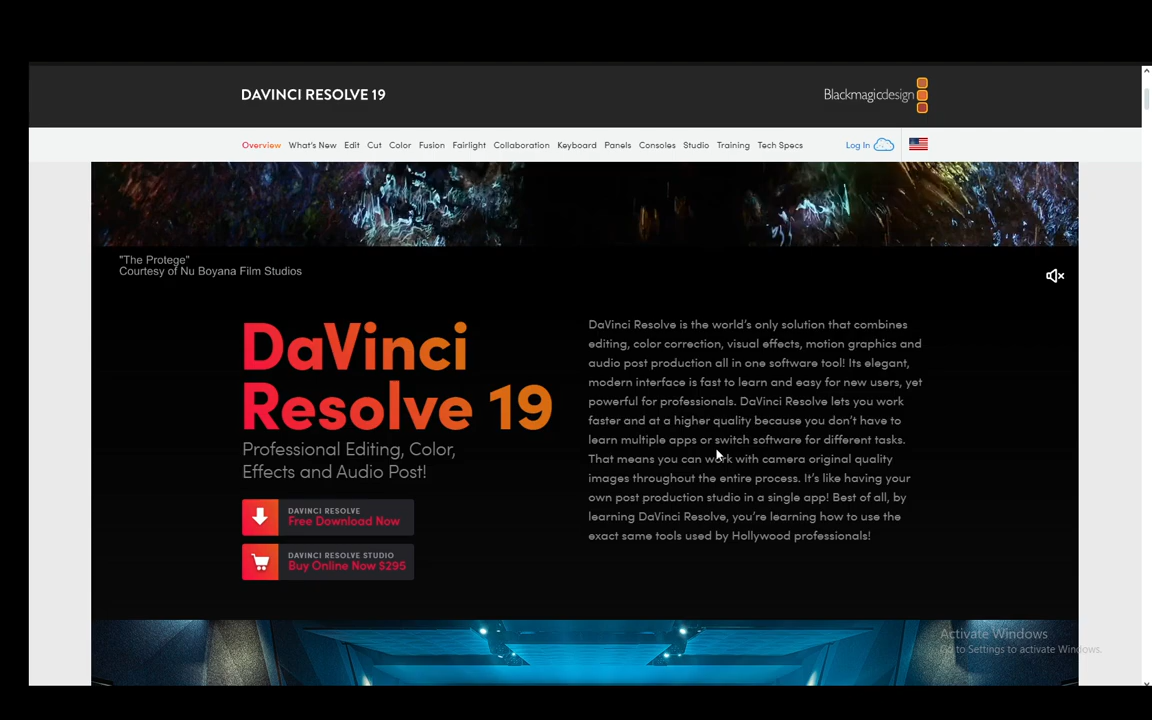 DAVINCI RESOLVE 19
Blackmagicdesign
Overview What's New Edit Cut Color Fusion Fairlight Collaboration Keyboard Panels Consoles Studio Training Tech Specs Log In
"The Protege"
Courtesy of Nu Boyana Film Studios
DaVinci
Resolve 19
Professional Editing, Color,
Effects and Audio Post!
DAVINCI RESOLVE
Free Download Now
DAVINCI RESOLVE STUDIO
Buy Online Now $295
DaVinci Resolve is the world's only solution that combines
editing, color correction, visual effects, motion graphics and
audio post production all in one software tool! Its elegant,
modern interface is fast to learn and easy for new users, yet
powerful for professionals. DaVinci Resolve lets you work
faster and at a higher quality because you don't have to
learn multiple apps or switch software for different tasks.
That means you can work with camera original quality
images throughout the entire process. It's like having your
own post production studio in a single app! Best of all, by
learning DaVinci Resolve, you're learning how to use the
exact same tools used by Hollywood professionals!
Activate Windows
Go to Settings to activate Windows.